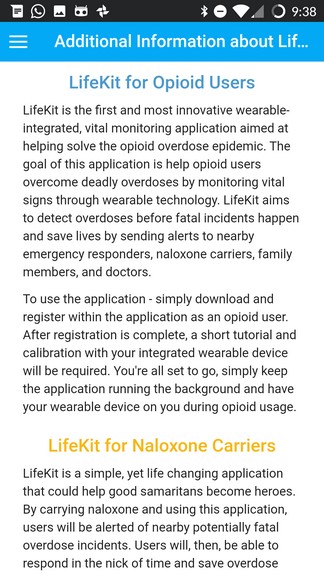 9:38
Additional Information about Lif...
LifeKit for Opioid Users
LifeKit is the first and most innovative wearable-
integrated, vital monitoring application aimed at
helping solve the opioid overdose epidemic. The
goal of this application is help opioid users
overcome deadly overdoses by monitoring vital
signs through wearable technology. LifeKit aims
to detect overdoses before fatal incidents happen
and save lives by sending alerts to nearby
emergency responders, naloxone carriers, family
members, and doctors.
To use the application - simply download and
register within the application as an opioid user.
After registration is complete, a short tutorial and
calibration with your integrated wearable device
will be required. You're all set to go, simply keep
the application running the background and have
your wearable device on you during opioid usage.
LifeKit for Naloxone Carriers
LifeKit is a simple, yet life changing application
that could help good samaritans become heroes.
By carrying naloxone and using this application,
users will be alerted of nearby potentially fatal
overdose incidents. Users will, then, be able to
respond in the nick of time and save overdose